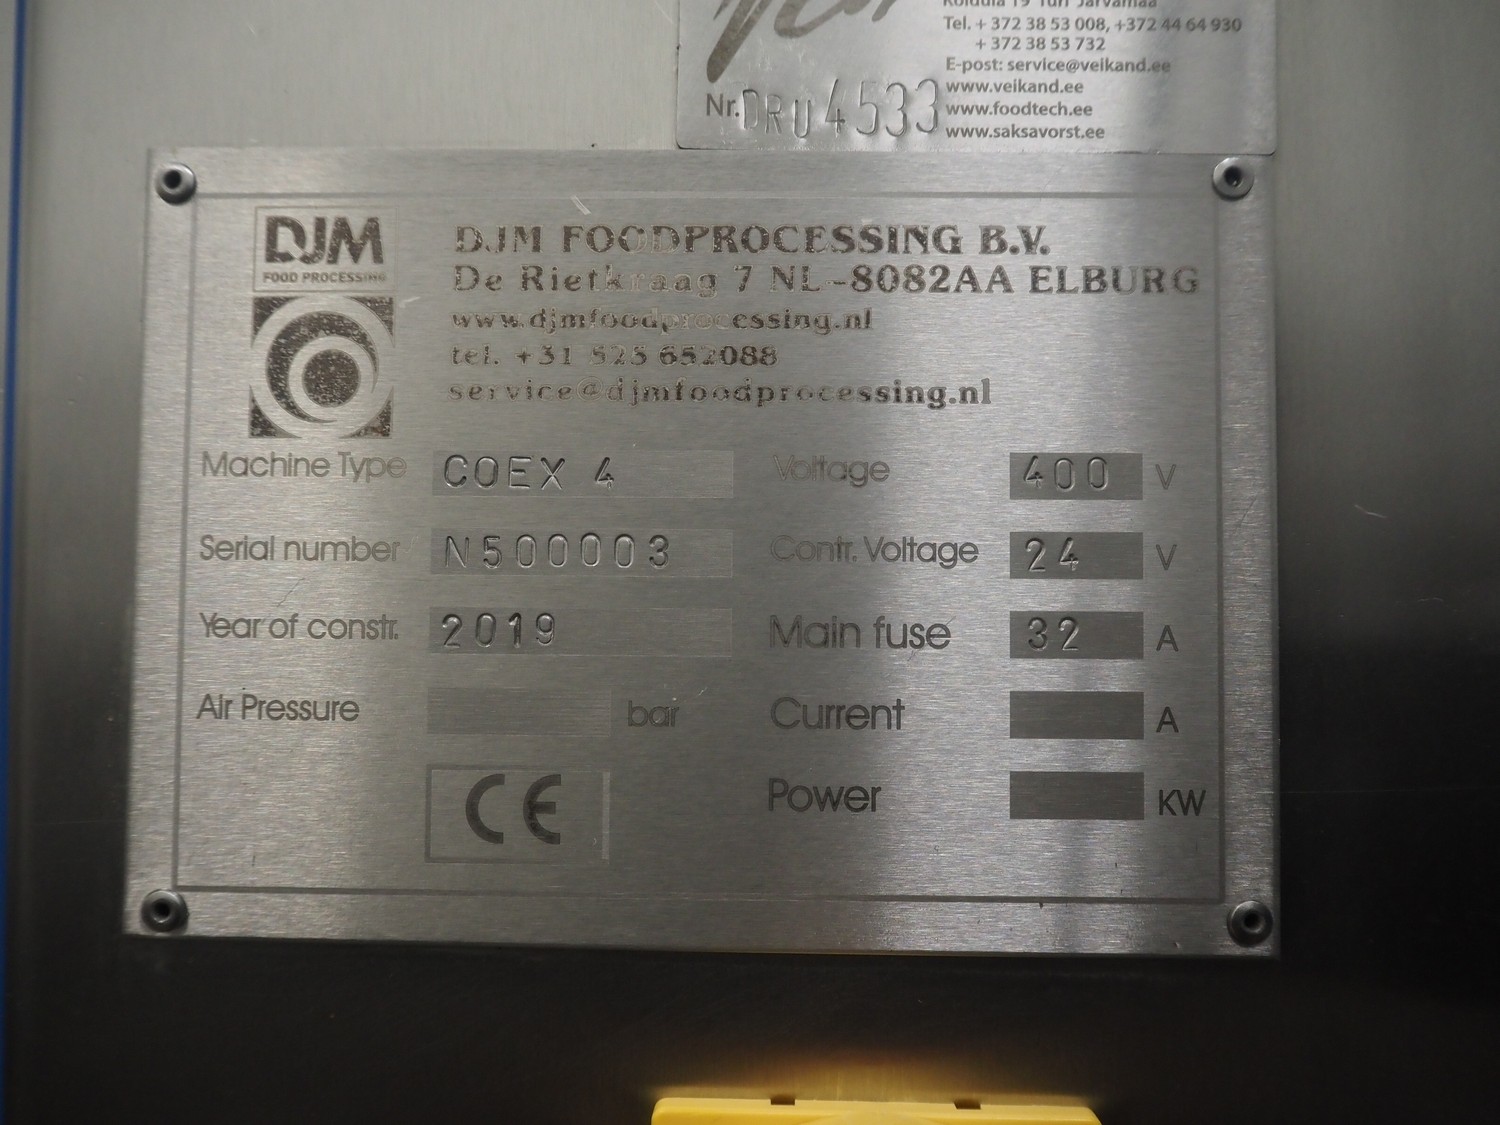 Tel. + 372 38 53 008, +372 44 64 930
+ 372 38 53 732
E-post: service@veikand.ee
www.veikand.ee
www.foodtech.ee
www.saksavorst.ee
Nr. DRU4533
DJM
FOOD PROCESSING
DJM FOODPROCESSING B.V.
De Rietkraag 7 NL-8082AA ELBURG
www.djmfoodprocessing.nl
tel. +31 525 652088
service@djmfoodprocessing.nl
Machine Type COEX 4
Serial number N500003
Year of constr. 2019
Air Pressure bar
CE
Voltage 400 V
Contr. Voltage 24 V
Main fuse 32 A
Current A
Power KW